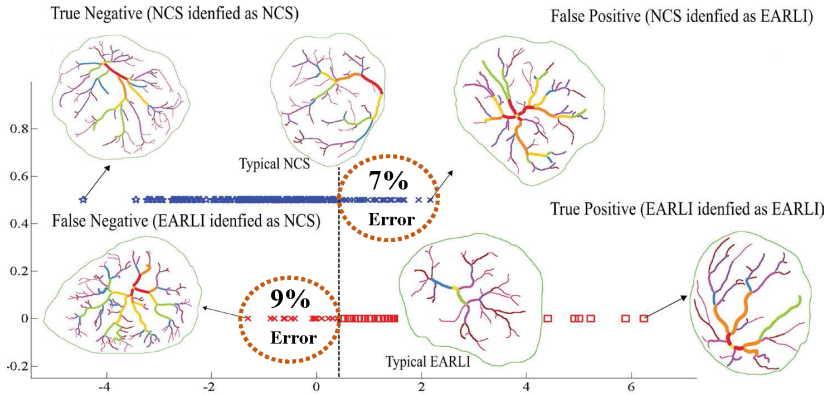 True Negative (NCS idenfied as NCS)
False Positive (NCS idenfied as EARLI)
0.8
0.6
Typical NCS
7%
Error
0.4
False Negative (EARLI idenfied as NCS)
True Positive (EARLI idenfied as EARLI)
0.2
9%
Error
0
Typical EARLI
-0.2
-4 -2 0 2 4 6